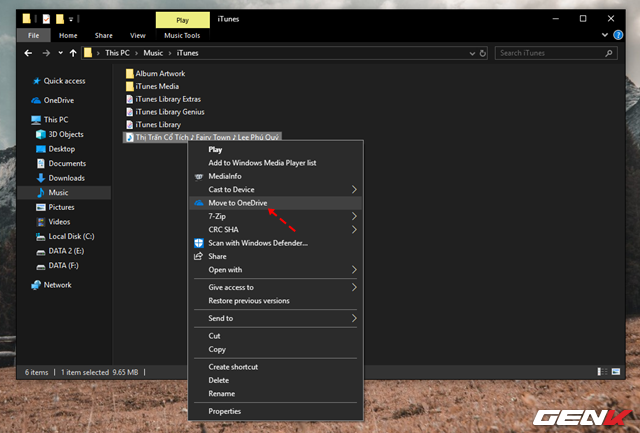 Play
iTunes
File
Home
Share
View
Music Tools
This PC > Music > iTunes
Search iTunes
Quick access
OneDrive
This PC
3D Objects
Desktop
Documents
Downloads
Music
Pictures
Videos
Local Disk (C:)
DATA 2 (E:)
DATA (F:)
Network
Album Artwork
iTunes Media
iTunes Library Extras
iTunes Library Genius
iTunes Library
Thị Trấn Cổ Tích ♪ Fairy Town ♪ Lee Phú Quý
Play
Add to Windows Media Player list
MediaInfo
Cast to Device
Move to OneDrive
7-Zip
CRC SHA
Scan with Windows Defender...
Share
Open with
Give access to
Restore previous versions
Send to
Cut
Copy
Create shortcut
Delete
Rename
Properties
6 items
1 item selected 9.65 MB
GENK